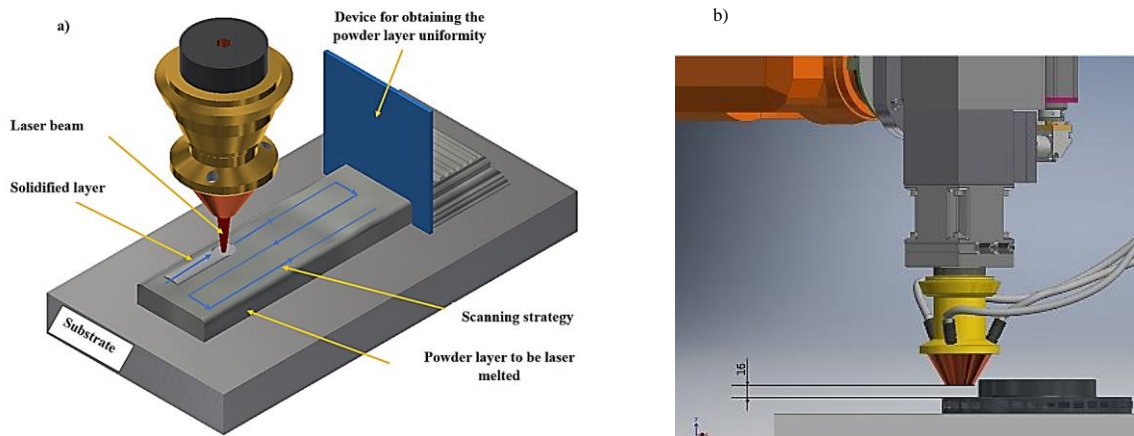 a)
Device for obtaining the
powder layer uniformity
Laser beam
Solidified layer
Scanning strategy
Powder layer to be laser
melted
Substrate
b)
16